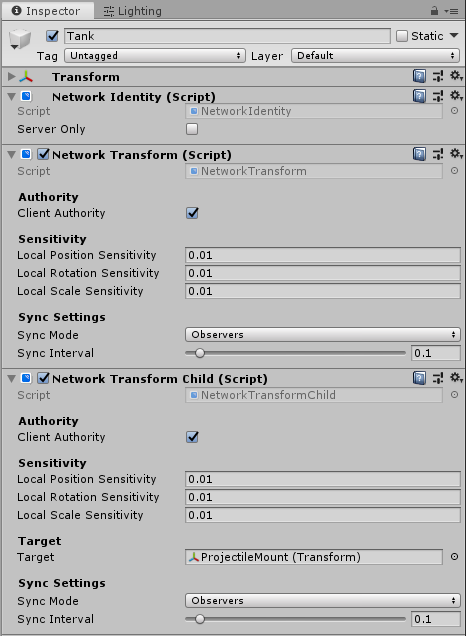 Inspector Lighting
Tank Static
Tag Untagged Layer Default
Transform
Network Identity (Script)
Script NetworkIdentity
Server Only
Network Transform (Script)
Script NetworkTransform
Authority
Client Authority
Sensitivity
Local Position Sensitivity 0.01
Local Rotation Sensitivity 0.01
Local Scale Sensitivity 0.01
Sync Settings
Sync Mode Observers
Sync Interval 0.1
Network Transform Child (Script)
Script NetworkTransformChild
Authority
Client Authority
Sensitivity
Local Position Sensitivity 0.01
Local Rotation Sensitivity 0.01
Local Scale Sensitivity 0.01
Target
Target ProjectileMount (Transform)
Sync Settings
Sync Mode Observers
Sync Interval 0.1